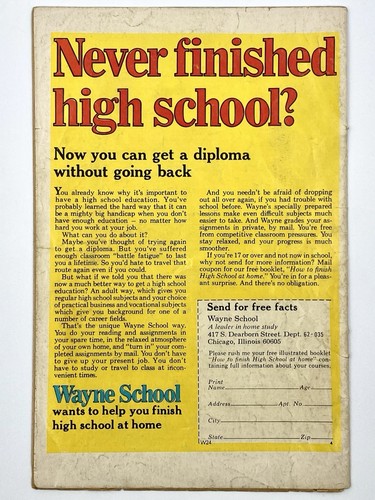 Never finished
high school?
Now you can get a diploma
without going back
You already know why it's important to
have a high school education. You've
probably learned the hard way that it can
be a mighty big handicap when you don't
have enough education – no matter how
hard you work at your job.
What can you do about it?
Maybe you've thought of trying again
to get a diploma. But you've suffered
enough classroom "battle fatigue" to last
you a lifetime. So you'd hate to travel that
route again even if you could.
But what if told you that there was
now a much better way to get a high school
education? An adult way, which gives you
regular high school subjects and your choice
of practical business and vocational subjects
which give you background for one of a
number of career fields.
That's the unique Wayne School way.
You do your reading and assignments in
your spare time, in the relaxed atmosphere
of your own home, and "turn in" your com-
pleted assignments by mail. You don't have
to give up your present job. You don't
have to study or travel to class at incon-
venient times.
Wayne School
wants to help you finish
high school at home
And you needn't be afraid of dropping
out all over again, if you had trouble with
school before. Wayne's specially prepared
lessons make even difficult subjects much
easier to take. And Wayne grades your as-
signments in private, by mail. You're free
from competitive classroom pressures. You
stay relaxed, and your progress is much
smoother.
If you're 17 or over and not now in school,
why not send for more information? Mail
coupon for our free booklet, "How to finish
High School at home." You're in for a pleas-
ant surprise. And there's no obligation.
Send for free facts
Wayne School
A leader in home study
417 S. Dearborn Street. Dept. 62-035
Chicago, Illinois 60605
Please rush me your free illustrated booklet
"How to finish High School at home"–con-
taining full information about your courses.
Print
Name Age
Address Apt. No
City
State Zip
W24 4